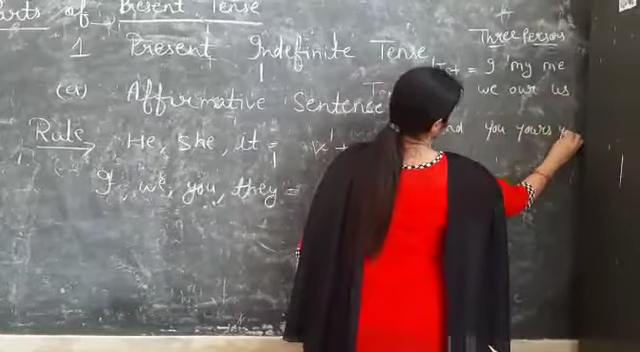 Parts of Present Tense
1 Present Indefinite Tense
(a) Affirmative Sentence
Rule He, she, it =
I, we, you, they =
Three Persons
Ist = I my me
we our us
you yours